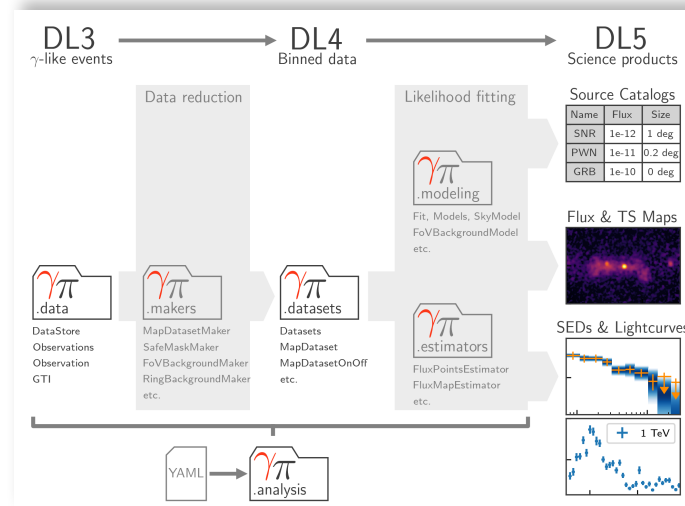 DL3
γ-like events
DL4
Binned data
DL5
Science products
Data reduction
Likelihood fitting
Source Catalogs
Name Flux Size
SNR 1e-12 1 deg
PWN 1e-11 0.2 deg
GRB 1e-10 0 deg
γπ
.modeling
Fit, Models, SkyModel
FoVBackgroundModel
etc.
Flux & TS Maps
γπ
.data
DataStore
Observations
Observation
GTI
γπ
.makers
MapDatasetMaker
SafeMaskMaker
FoVBackgroundMaker
RingBackgroundMaker
etc.
γπ
.datasets
Datasets
MapDataset
MapDatasetOnOff
etc.
γπ
.estimators
FluxPointsEstimator
FluxMapEstimator
etc.
SEDs & Lightcurves
1 TeV
YAML
γπ
.analysis